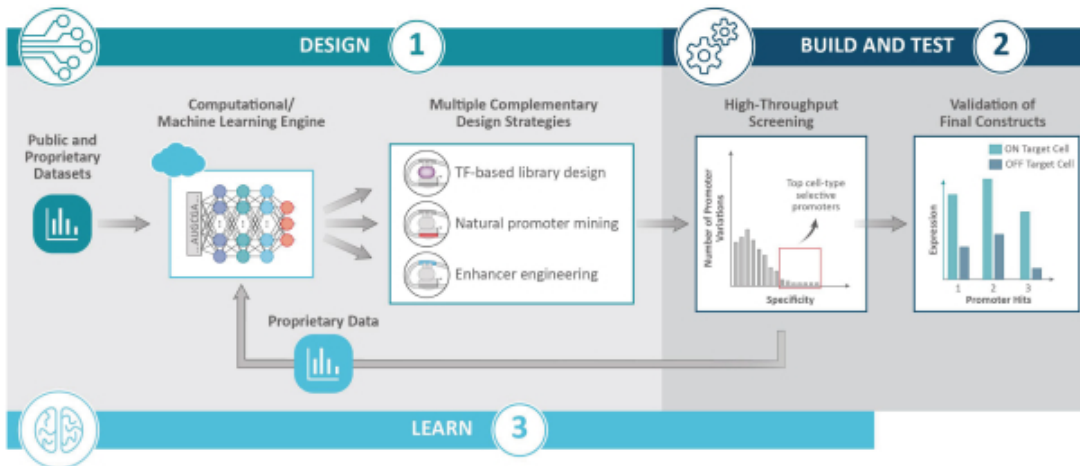 DESIGN 1
BUILD AND TEST 2
Public and
Proprietary
Datasets
Computational/
Machine Learning Engine
...AUGCGA...
Multiple Complementary
Design Strategies
TF-based library design
Natural promoter mining
Enhancer engineering
High-Throughput
Screening
Number of Promoter
Variations
Top cell-type
selective
promoters
Specificity
Validation of
Final Constructs
ON Target Cell
OFF Target Cell
Expression
1 2 3
Promoter Hits
Proprietary Data
LEARN 3